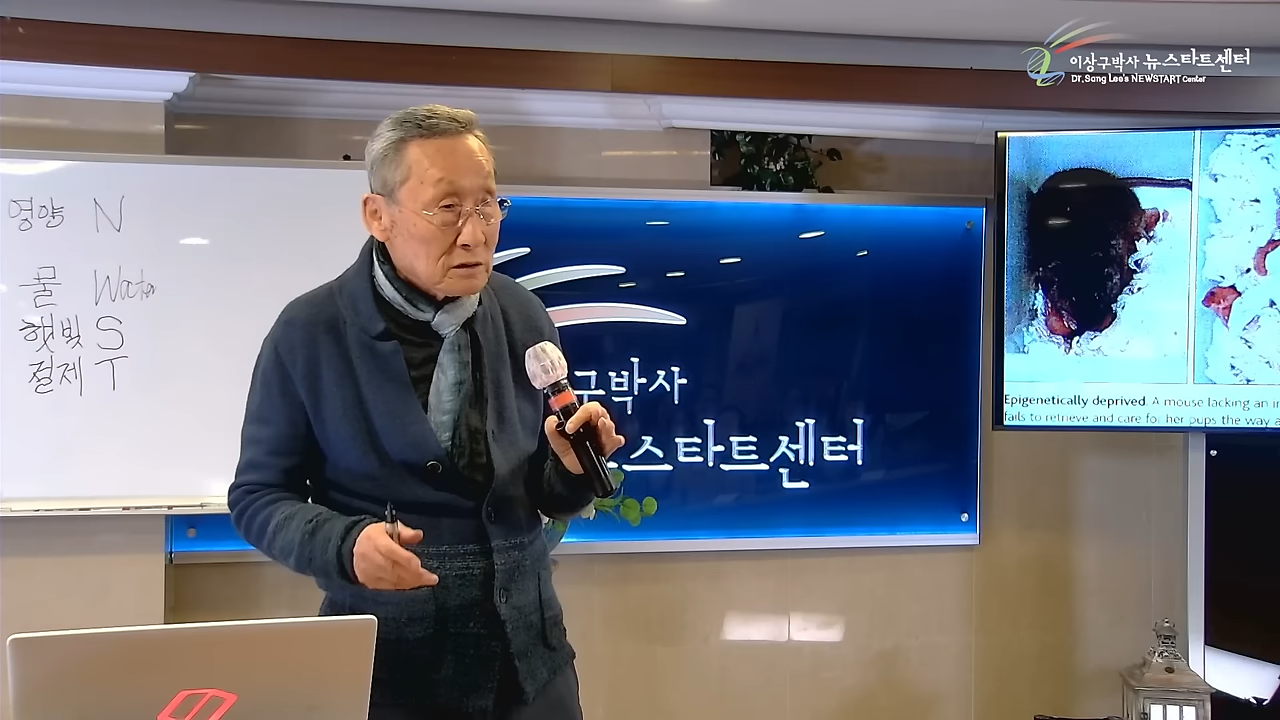 이상구박사 뉴스타트센터
Dr.Sang Lee's NEWSTART Center
영양 N
물 Water
햇빛 S
절제 T
구박사
스타트센터
Epigenetically deprived. A mouse lacking an
fails to retrieve and care for her pups the way